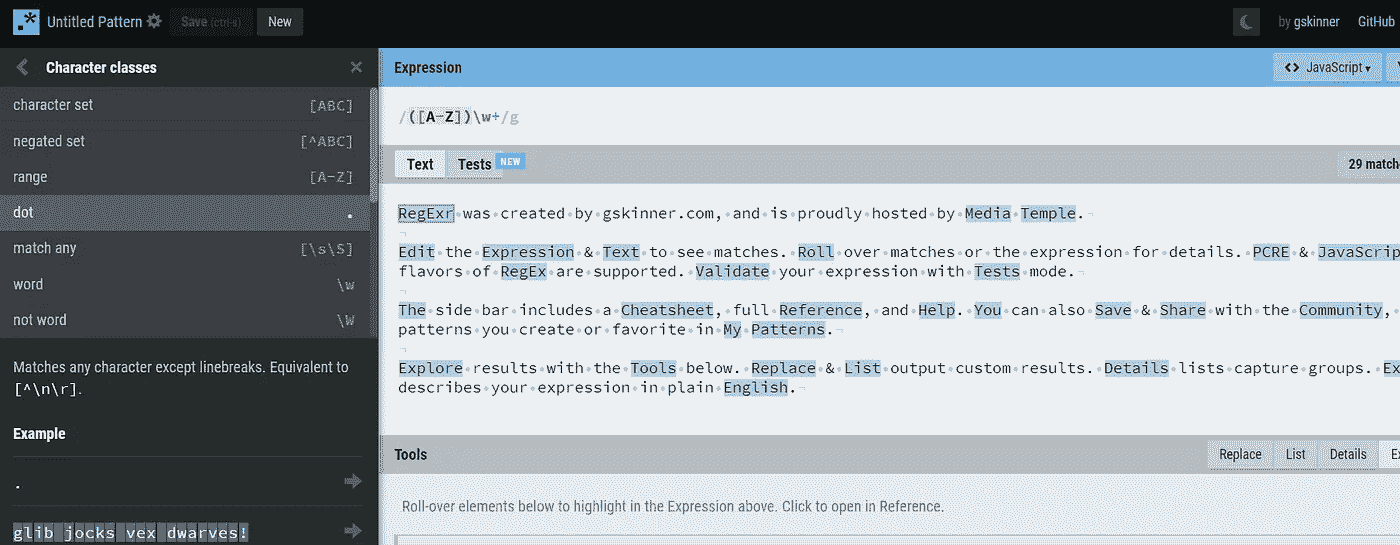 .* Untitled Pattern Save (ctrl-s) New by gskinner GitHub
Character classes
character set [ABC]
negated set [^ABC]
range [A-Z]
dot .
match any [\s\S]
word \w
not word \W
Matches any character except linebreaks. Equivalent to
[^\n\r].
Example
.
glib jocks vex dwarves!
Expression <> JavaScript
/([A-Z])\w+/g
Text Tests NEW 29 match
RegExr was created by gskinner.com, and is proudly hosted by Media Temple.
Edit the Expression & Text to see matches. Roll over matches or the expression for details. PCRE & JavaScrip
flavors of RegEx are supported. Validate your expression with Tests mode.
The side bar includes a Cheatsheet, full Reference, and Help. You can also Save & Share with the Community,
patterns you create or favorite in My Patterns.
Explore results with the Tools below. Replace & List output custom results. Details lists capture groups. Ex
describes your expression in plain English.
Tools Replace List Details Ex
Roll-over elements below to highlight in the Expression above. Click to open in Reference.